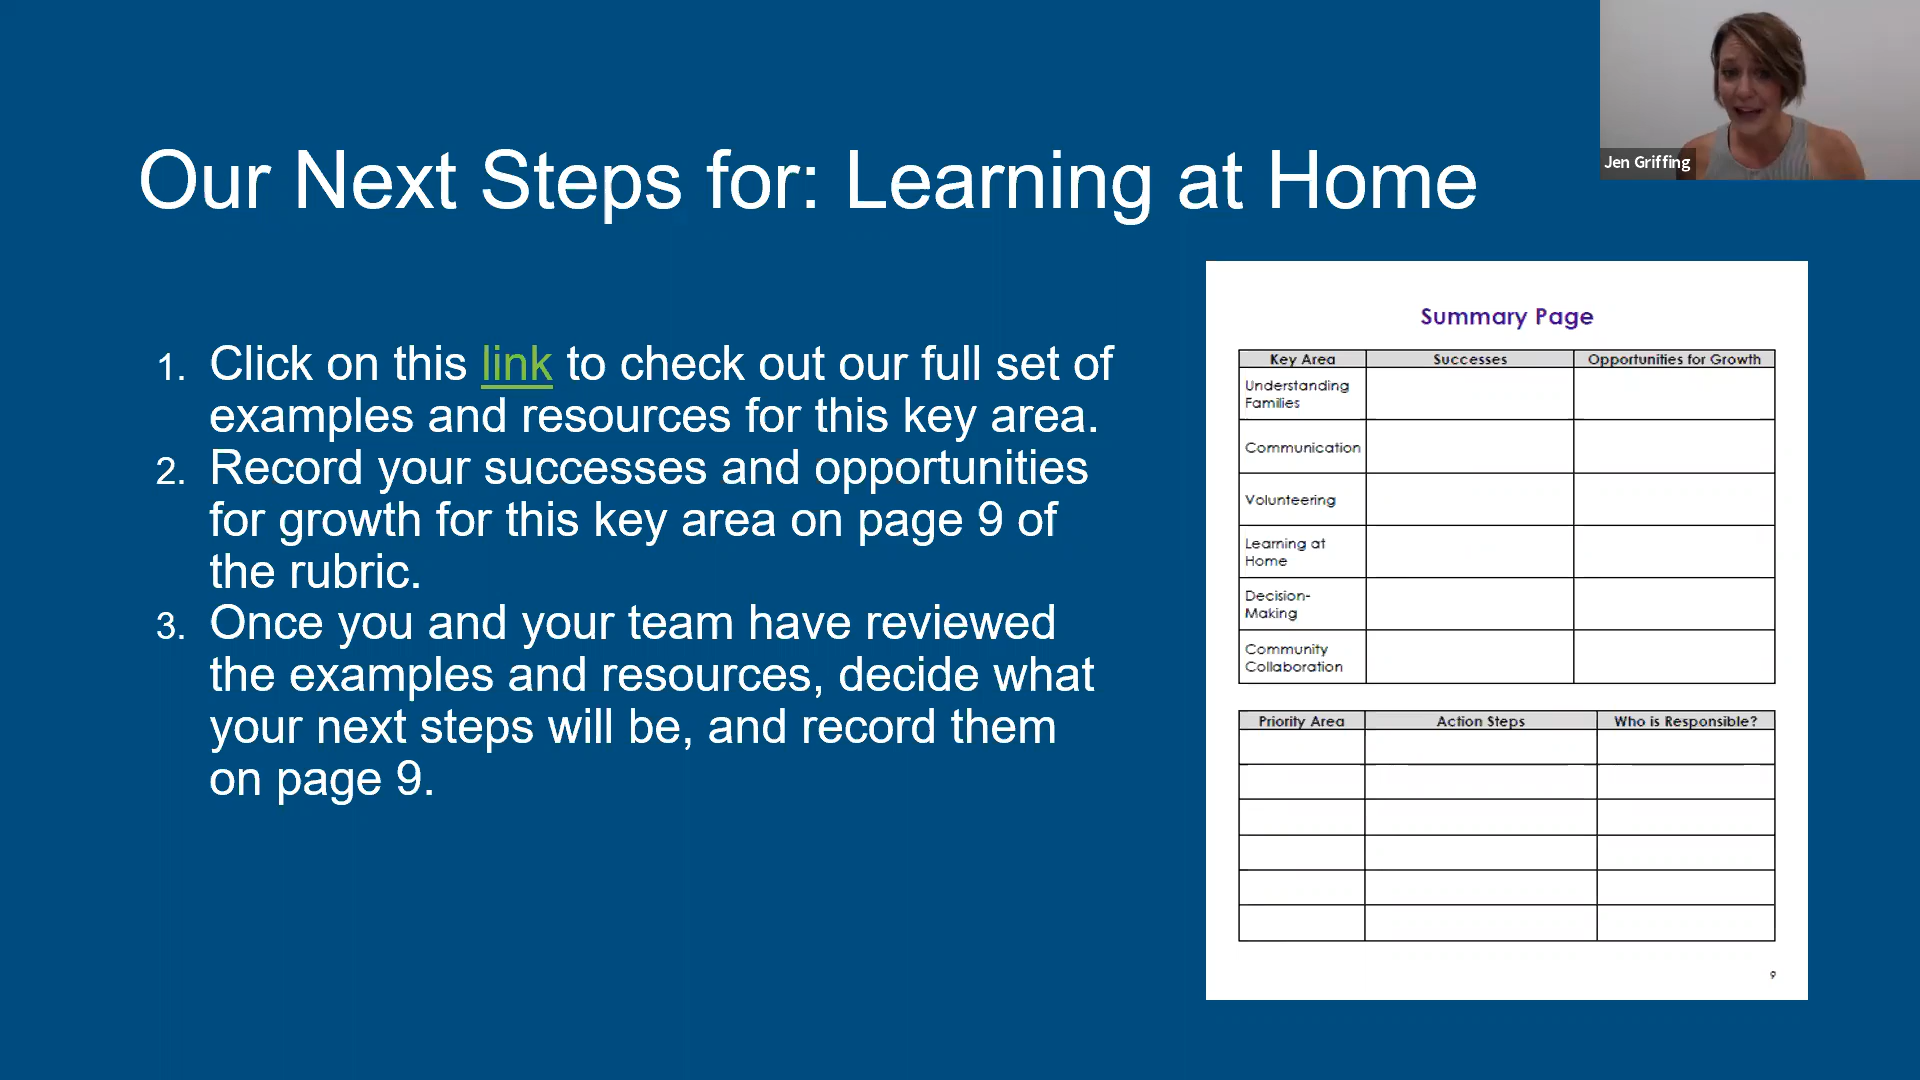 Jen Griffing
Our Next Steps for: Learning at Home
1. Click on this link to check out our full set of
examples and resources for this key area.
2. Record your successes and opportunities
for growth for this key area on page 9 of
the rubric.
3. Once you and your team have reviewed
the examples and resources, decide what
your next steps will be, and record them
on page 9.
Summary Page
Key Area Successes Opportunities for Growth
Understanding
Families
Communication
Volunteering
Learning at
Home
Decision-
Making
Community
Collaboration
Priority Area Action Steps Who is Responsible?
9